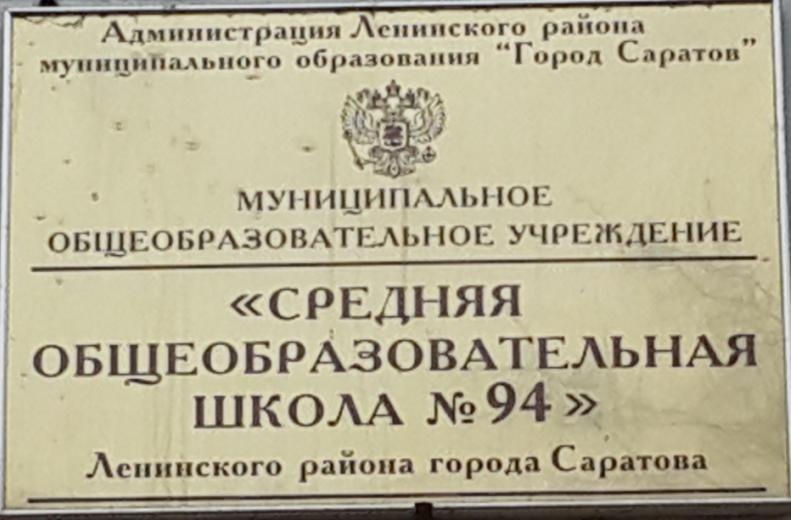 Администрация Ленинского района
муниципального образования "Город Саратов"
МУНИЦИПАЛЬНОЕ
ОБЩЕОБРАЗОВАТЕЛЬНОЕ УЧРЕЖДЕНИЕ
«СРЕДНЯЯ
ОБЩЕОБРАЗОВАТЕЛЬНАЯ
ШКОЛА №94»
Ленинского района города Саратова